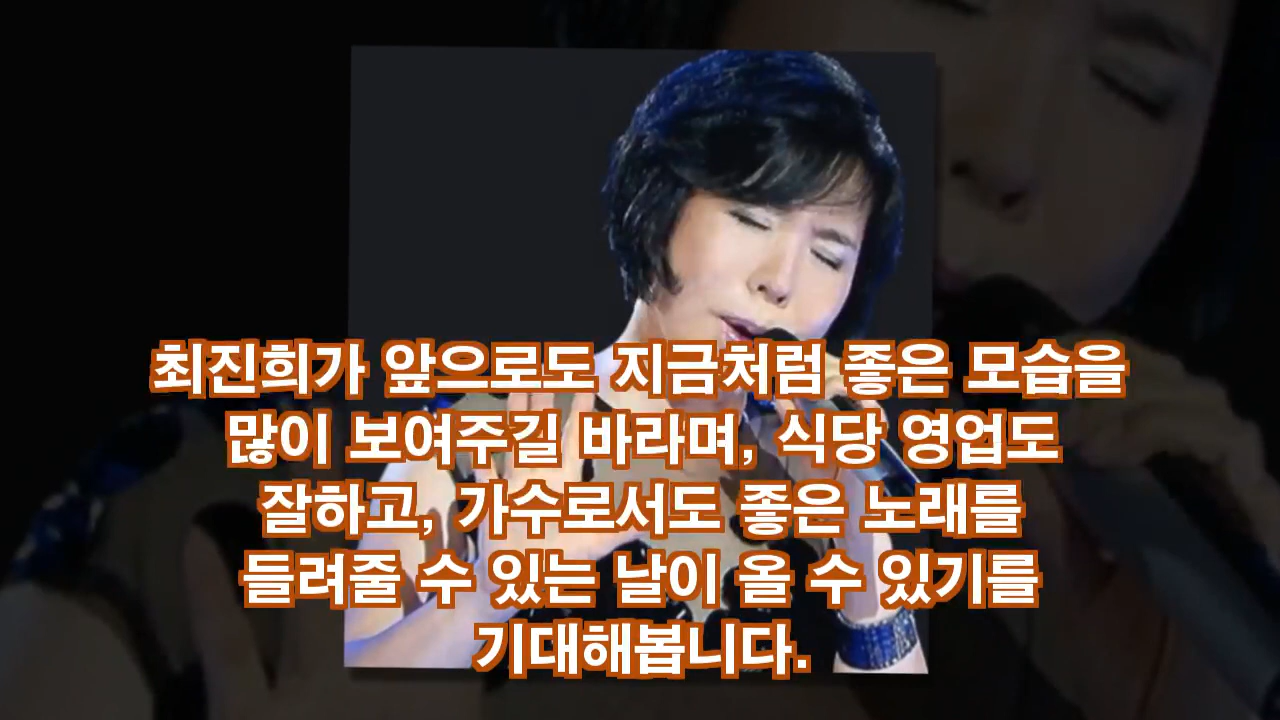 최진희가 앞으로도 지금처럼 좋은 모습을
많이 보여주길 바라며, 식당 영업도
잘하고, 가수로서도 좋은 노래를
들려줄 수 있는 날이 올 수 있기를
기대해봅니다.